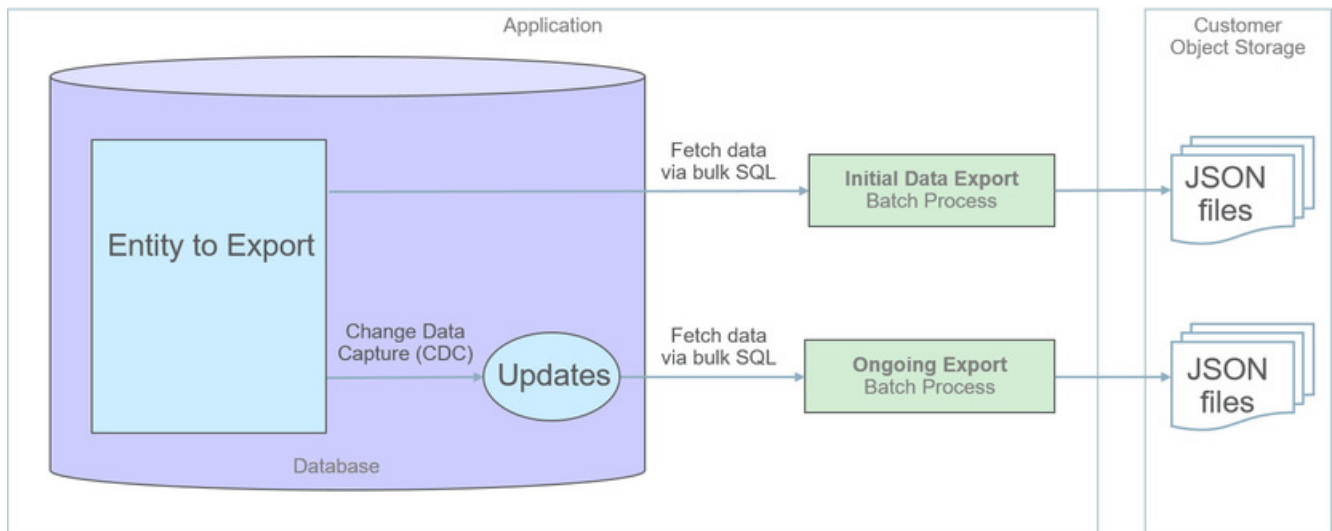 Application
Customer
Object Storage
Fetch data
via bulk SQL
Initial Data Export
Batch Process
JSON
files
Entity to Export
Change Data
Capture (CDC)
Updates
Fetch data
via bulk SQL
Ongoing Export
Batch Process
JSON
files
Database